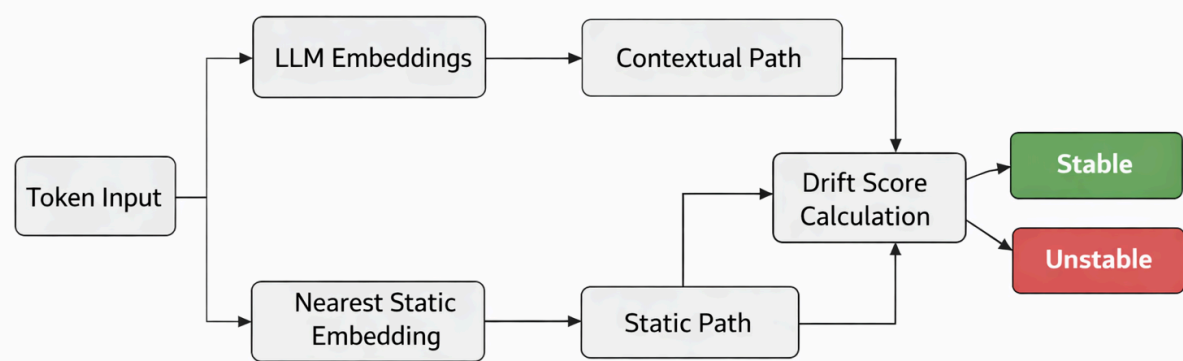 LLM Embeddings
Contextual Path
Token Input
Drift Score
Calculation
Stable
Unstable
Nearest Static
Embedding
Static Path